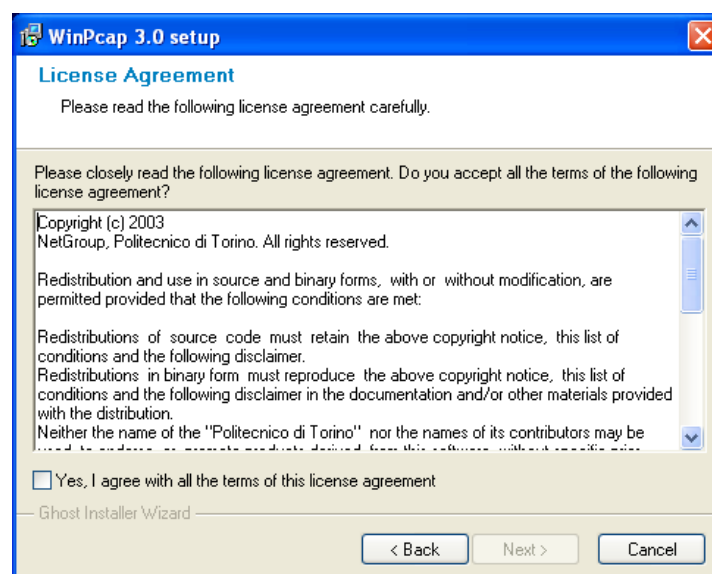 WinPcap 3.0 setup
License Agreement
Please read the following license agreement carefully.
Please closely read the following license agreement. Do you accept all the terms of the following
license agreement?
Copyright (c) 2003
NetGroup, Politecnico di Torino. All rights reserved.
Redistribution and use in source and binary forms, with or without modification, are
permitted provided that the following conditions are met:
Redistributions of source code must retain the above copyright notice, this list of
conditions and the following disclaimer.
Redistributions in binary form must reproduce the above copyright notice, this list of
conditions and the following disclaimer in the documentation and/or other materials provided
with the distribution.
Neither the name of the "Politecnico di Torino" nor the names of its contributors may be
Yes, I agree with all the terms of this license agreement
Ghost Installer Wizard
< Back
Next >
Cancel